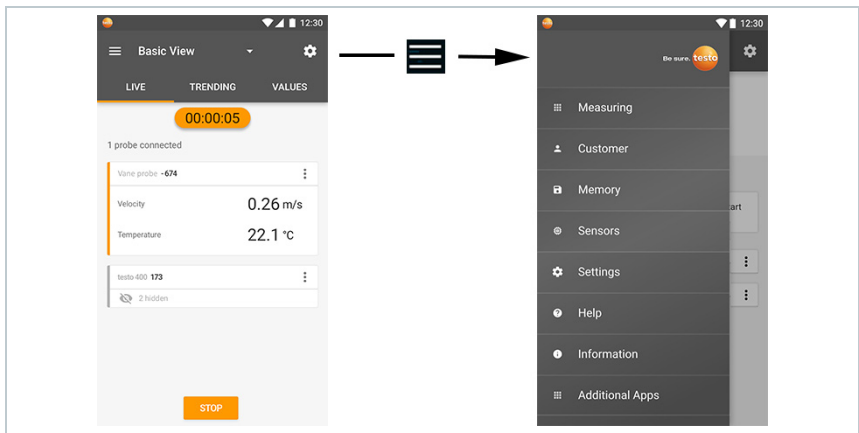 12:30
Basic View
LIVE TRENDING VALUES
00:00:05
1 probe connected
Vane probe -674
Velocity 0.26 m/s
Temperature 22.1 °C
testo 400 173
2 hidden
STOP
12:30
Be sure. testo
Measuring
Customer
Memory
Sensors
Settings
Help
Information
Additional Apps